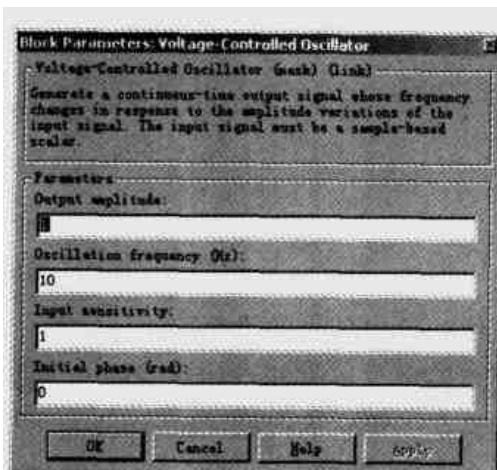 Block Parameters: Voltage-Controlled Oscillator
Voltage-Controlled Oscillator (mask) (link)
Generate a continuous-time output signal whose frequency
changes in response to the amplitude variations of the
input signal. The input signal must be a sample-based
scalar.
Parameters
Output amplitude:
Oscillation frequency (Hz):
10
Input sensitivity:
1
Initial phase (rad):
0
OK
Cancel
Help
Apply